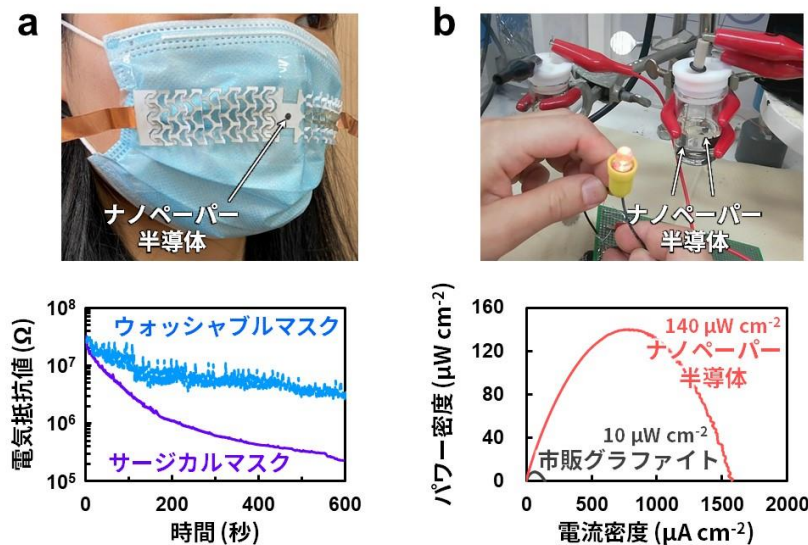 a
ナノペーパー
半導体
b
ナノペーパー
半導体
電気抵抗値 (Ω)
10⁸
10⁷
10⁶
10⁵
ウォッシャブルマスク
サージカルマスク
0 200 400 600
時間 (秒)
パワー密度 (μW cm⁻²)
160
120
80
40
0
140 μW cm⁻²
ナノペーパー
半導体
10 μW cm⁻²
市販グラファイト
0 500 1000 1500 2000
電流密度 (μA cm⁻²)